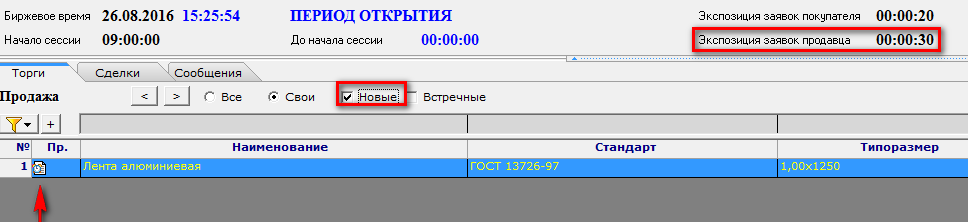 Биржевое время 26.08.2016 15:25:54 ПЕРИОД ОТКРЫТИЯ Экспозиция заявок покупателя 00:00:20
Начало сессии 09:00:00 До начала сессии 00:00:00 Экспозиция заявок продавца 00:00:30
Торги Сделки Сообщения
Продажа < > Все Свои Новые Встречные
+
№ Пр. Наименование Стандарт Типоразмер
1 Лента алюминиевая ГОСТ 13726-97 1,00x1250